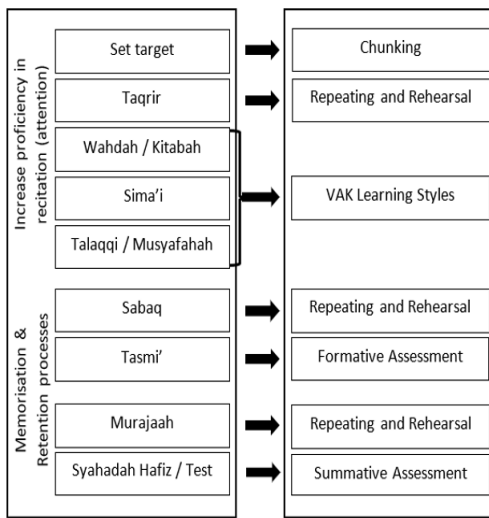 Increase proficiency in
recitation (attention)
Set target
Chunking
Taqrir
Repeating and Rehearsal
Wahdah / Kitabah
Sima'i
VAK Learning Styles
Talaqqi / Musyafahah
Memorisation &
Retention processes
Sabaq
Repeating and Rehearsal
Tasmi’
Formative Assessment
Murajaah
Repeating and Rehearsal
Syahadah Hafiz / Test
Summative Assessment